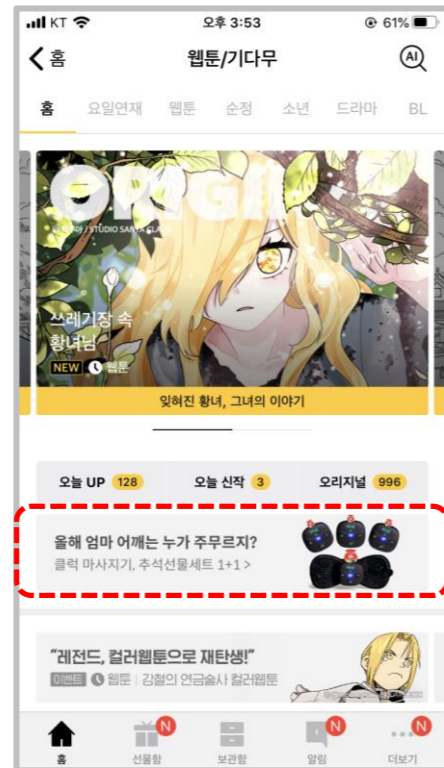 KT 오후 3:53 61%
홈 웹툰/기다무 AI
홈 요일연재 웹툰 순정 소년 드라마 BL
ORIGIN
/ STUDIO SANTA CLAUS
쓰레기장 속
황녀님
NEW 웹툰
잊혀진 황녀, 그녀의 이야기
오늘 UP 128 오늘 신작 3 오리지널 996
올해 엄마 어깨는 누가 주무르지?
클럭 마사지기, 추석선물세트 1+1 >
“레전드, 컬러웹툰으로 재탄생!”
이벤트 웹툰 | 강철의 연금술사 컬러웹툰
N N N
홈 선물함 보관함 알림 더보기